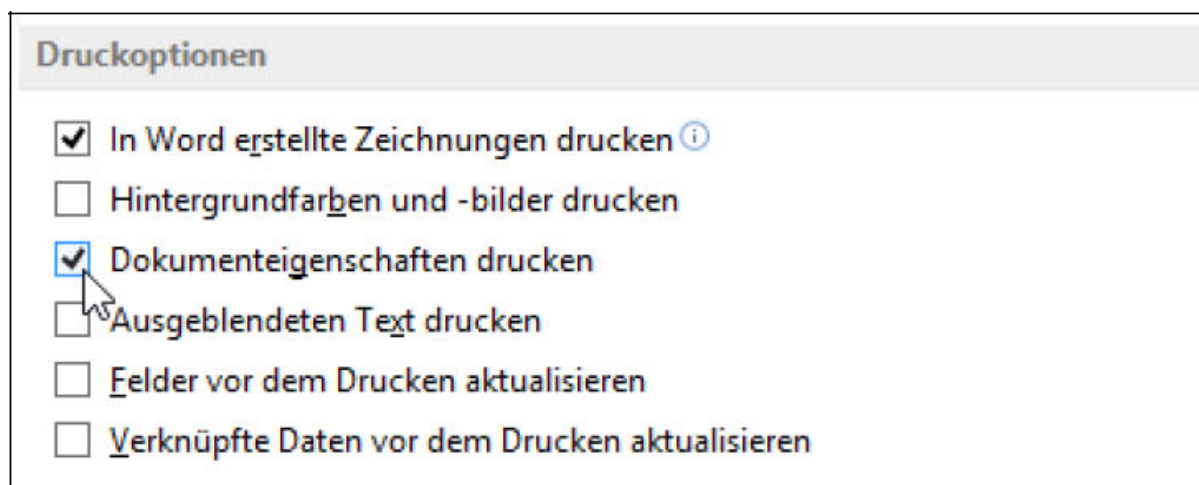 Druckoptionen
In Word erstellte Zeichnungen drucken
Hintergrundfarben und -bilder drucken
Dokumenteigenschaften drucken
Ausgeblendeten Text drucken
Felder vor dem Drucken aktualisieren
Verknüpfte Daten vor dem Drucken aktualisieren